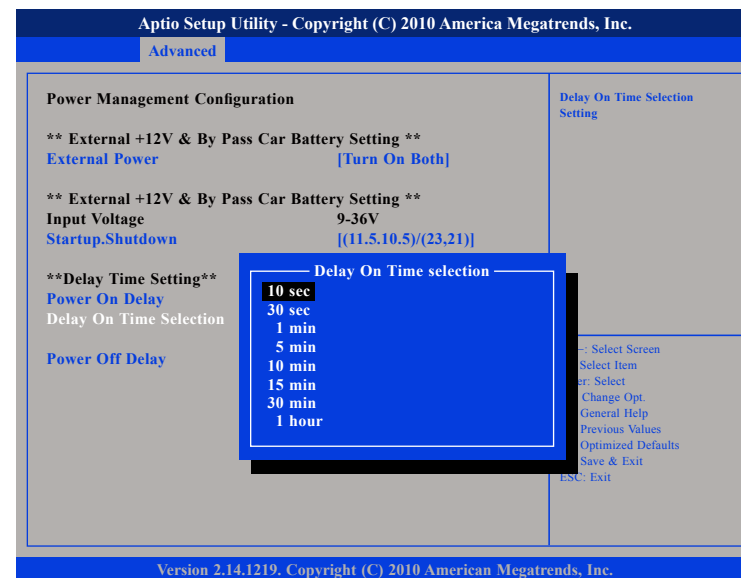 Aptio Setup Utility - Copyright (C) 2010 America Megatrends, Inc.
Advanced
Power Management Configuration
** External +12V & By Pass Car Battery Setting **
External Power [Turn On Both]
** External +12V & By Pass Car Battery Setting **
Input Voltage 9-36V
Startup.Shutdown [(11.5.10.5)/(23,21)]
**Delay Time Setting**
Power On Delay
Delay On Time Selection
Power Off Delay
Delay On Time selection
10 sec
30 sec
1 min
5 min
10 min
15 min
30 min
1 hour
Delay On Time Selection
Setting
: Select Screen
Select Item
: Select
Change Opt.
General Help
Previous Values
Optimized Defaults
Save & Exit
ESC: Exit
Version 2.14.1219. Copyright (C) 2010 American Megatrends, Inc.